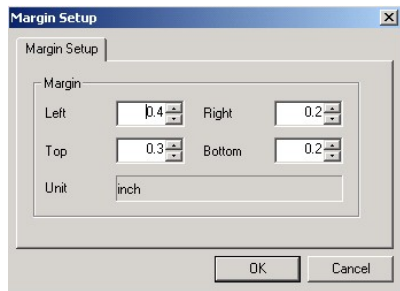 Margin Setup
Margin Setup
Margin
Left 0.4 Right 0.2
Top 0.3 Bottom 0.2
Unit inch
OK Cancel